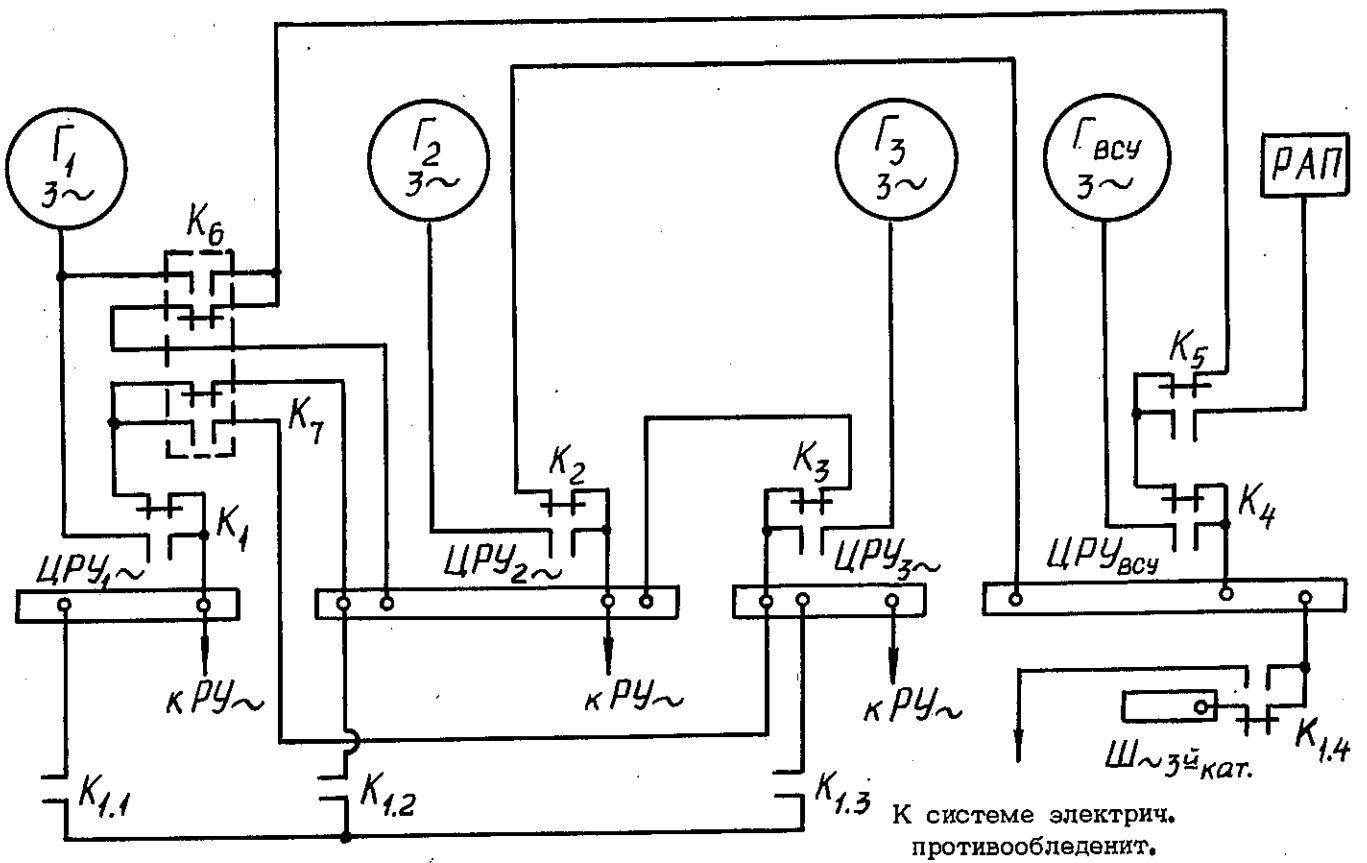 Г1
3~
Г2
3~
Г3
3~
ГВСУ
3~
РАП
К6
К5
К7
К2
К3
К4
К1
ЦРУ1~
ЦРУ2~
ЦРУ3~
ЦРУВСУ
к РУ~
к РУ~
к РУ~
К1.4
Ш~3й кат.
К1.1
К1.2
К1.3
К системе электрич.
противообледенит.